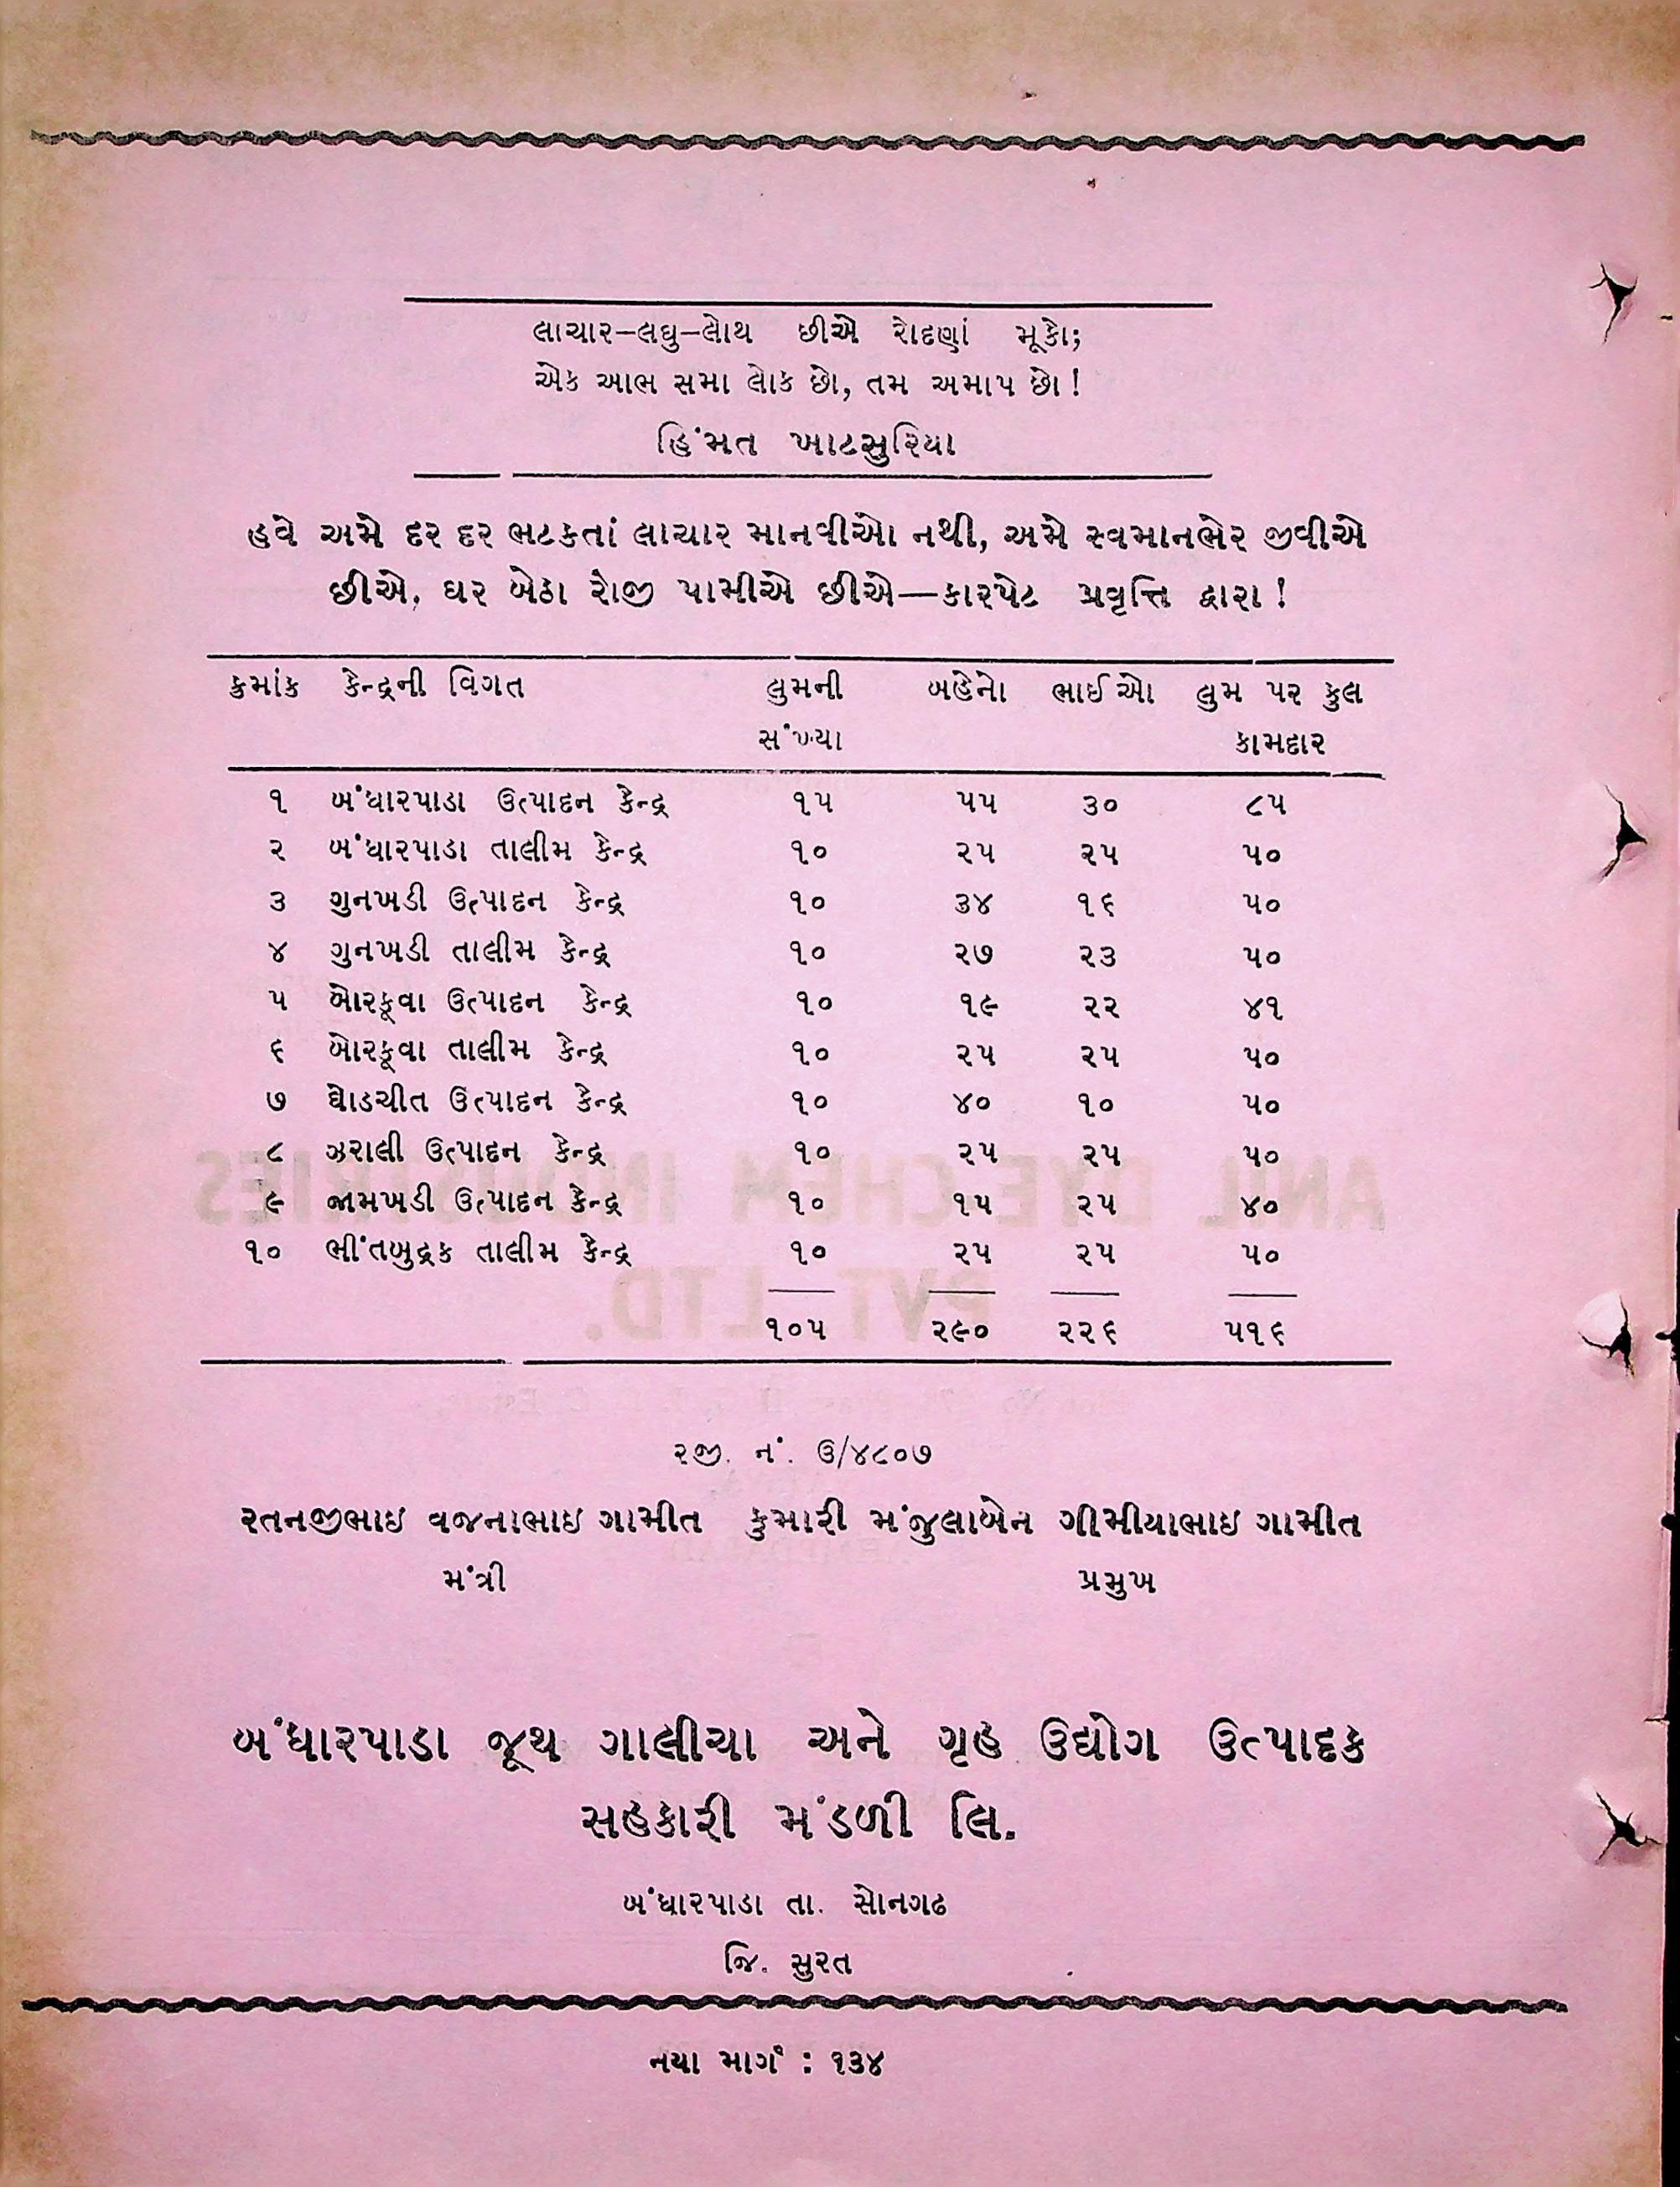 લાચાર–લઘુ–લોથ છીએ રોદણાં મૂકો;
એક આભ સમા લોક છો, તમ અમાપ છો!
હિંમત ખાટસુરિયા
હવે અમે દર દર ભટકતાં લાચાર માનવીઓ નથી, અમે સ્વમાનભેર જીવીએ
છીએ, ઘર બેઠા રોજી પામીએ છીએ—કારપેટ પ્રવૃત્તિ દ્વારા!
ક્રમાંક કેન્દ્રની વિગત લુમની બહેનો ભાઈઓ લુમ પર કુલ
સંખ્યા કામદાર
૧ બંધારપાડા ઉત્પાદન કેન્દ્ર ૧૫ ૫૫ ૩૦ ૮૫
૨ બંધારપાડા તાલીમ કેન્દ્ર ૧૦ ૨૫ ૨૫ ૫૦
૩ ગુનખડી ઉત્પાદન કેન્દ્ર ૧૦ ૩૪ ૧૬ ૫૦
૪ ગુનખડી તાલીમ કેન્દ્ર ૧૦ ૨૭ ૨૩ ૫૦
૫ બોરકૂવા ઉત્પાદન કેન્દ્ર ૧૦ ૧૯ ૨૨ ૪૧
૬ બોરકૂવા તાલીમ કેન્દ્ર ૧૦ ૨૫ ૨૫ ૫૦
૭ ઘોડચીત ઉત્પાદન કેન્દ્ર ૧૦ ૪૦ ૧૦ ૫૦
૮ ઝરાલી ઉત્પાદન કેન્દ્ર ૧૦ ૨૫ ૨૫ ૫૦
૯ જામખડી ઉત્પાદન કેન્દ્ર ૧૦ ૧૫ ૨૫ ૪૦
૧૦ ભીંતખુદ્રક તાલીમ કેન્દ્ર ૧૦ ૨૫ ૨૫ ૫૦
૧૦૫ ૨૯૦ ૨૨૬ ૫૧૬
રજી. નં. ઉ/૪૮૦૭
રતનજીભાઇ વજનાભાઇ ગામીત કુમારી મંજુલાબેન ગીમીયાભાઇ ગામીત
મંત્રી પ્રમુખ
બંધારપાડા જૂથ ગાલીચા અને ગૃહ ઉદ્યોગ ઉત્પાદક
સહકારી મંડળી લિ.
બંધારપાડા તા. સોનગઢ
જિ. સુરત
નયા માર્ગ : ૧૩૪